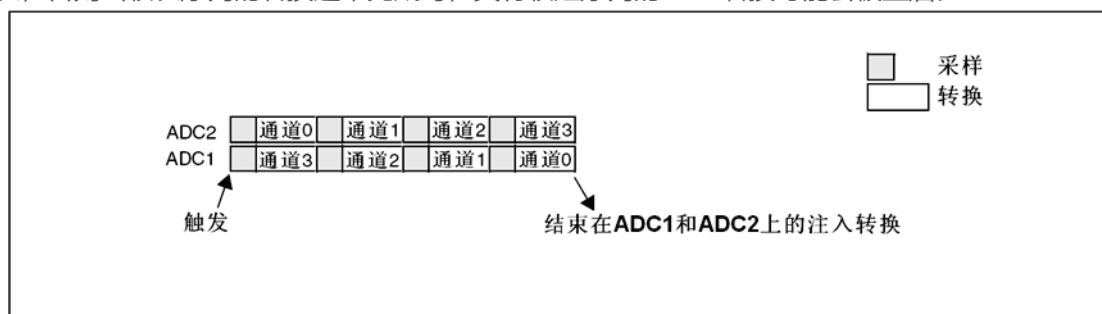 采样
转换
ADC2 通道0 通道1 通道2 通道3
ADC1 通道3 通道2 通道1 通道0
触发
结束在ADC1和ADC2上的注入转换